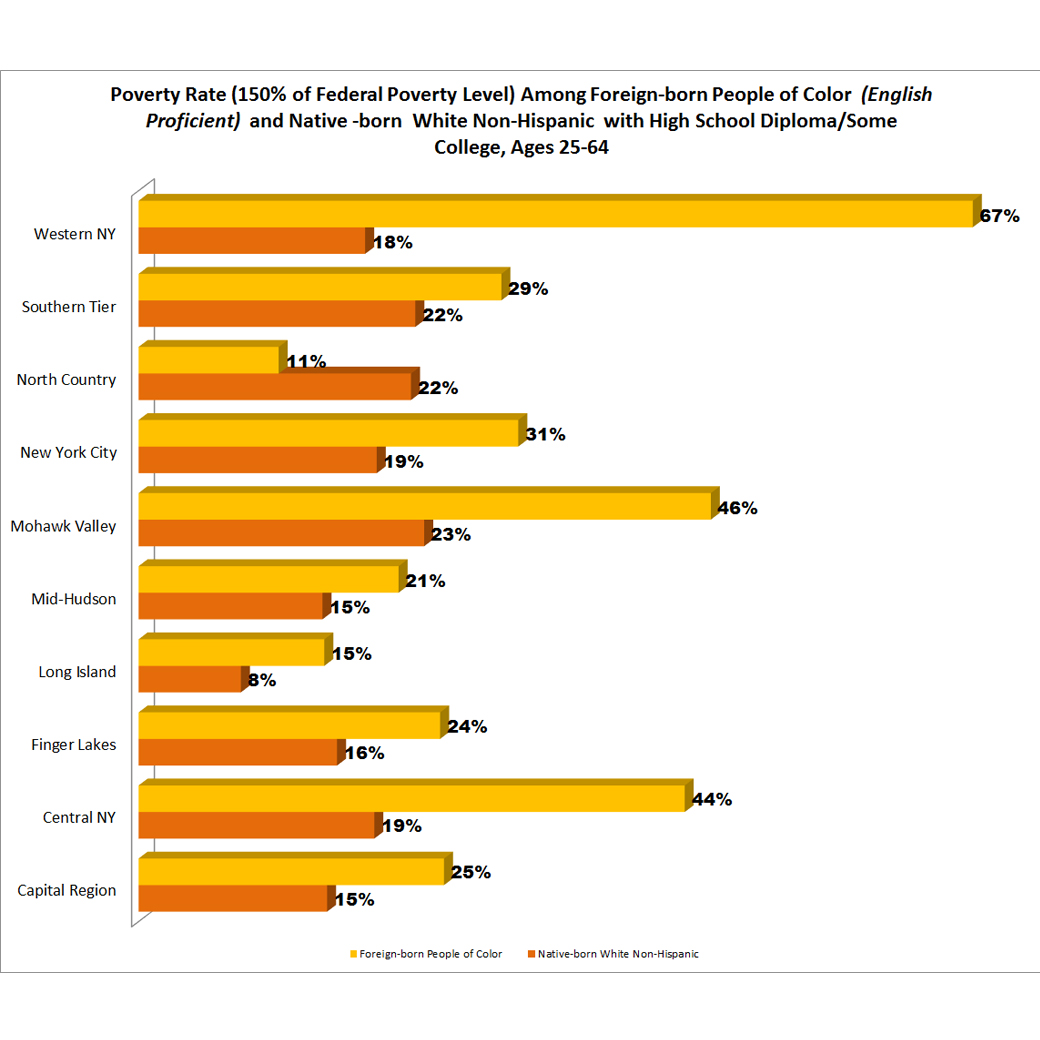 Poverty Rate (150% of Federal Poverty Level) Among Foreign-born People of Color (English
Proficient) and Native -born White Non-Hispanic with High School Diploma/Some
College, Ages 25-64
Western NY
67%
18%
Southern Tier
29%
22%
North Country
11%
22%
New York City
31%
19%
Mohawk Valley
46%
23%
Mid-Hudson
21%
15%
Long Island
15%
8%
Finger Lakes
24%
16%
Central NY
44%
19%
Capital Region
25%
15%
Foreign-born People of Color
Native-born White Non-Hispanic